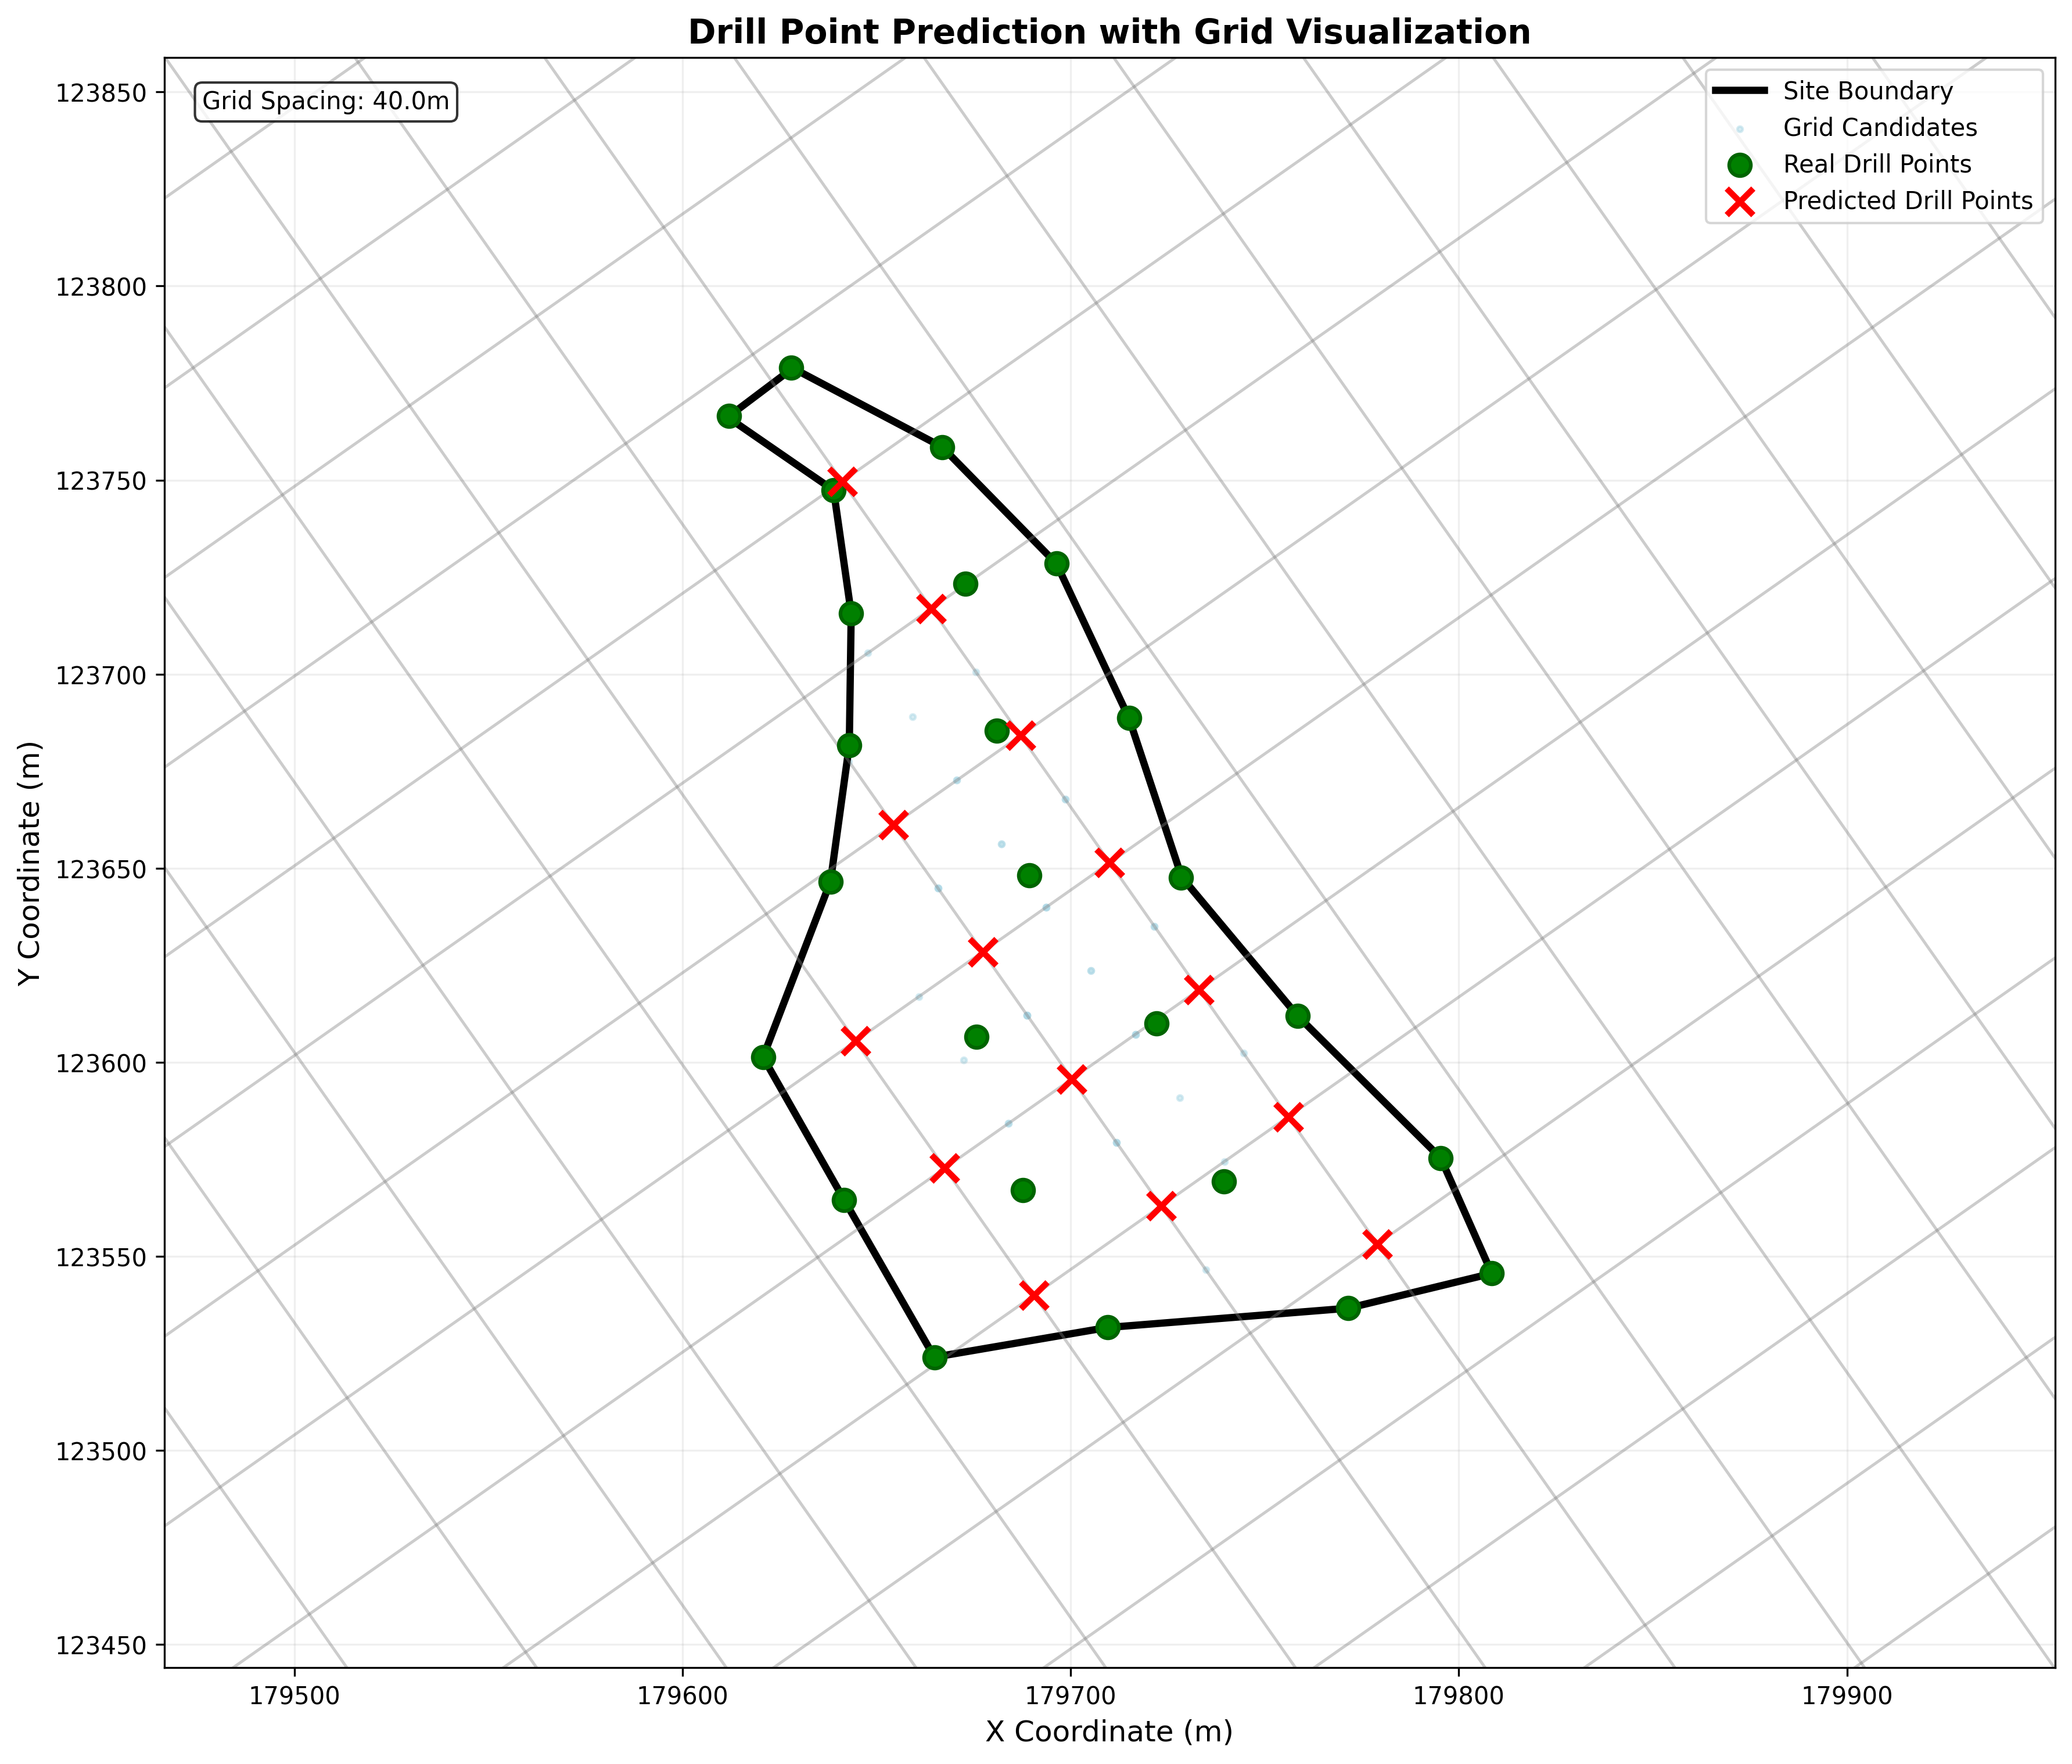 Drill Point Prediction with Grid Visualization
Grid Spacing: 40.0m
Site Boundary
Grid Candidates
Real Drill Points
Predicted Drill Points
Y Coordinate (m)
123850
123800
123750
123700
123650
123600
123550
123500
123450
179500
179600
179700
179800
179900
X Coordinate (m)